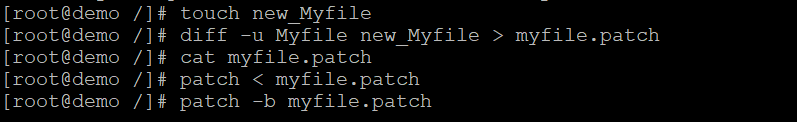 [root@demo /]# touch new_Myfile
[root@demo /]# diff -u Myfile new_Myfile > myfile.patch
[root@demo /]# cat myfile.patch
[root@demo /]# patch < myfile.patch
[root@demo /]# patch -b myfile.patch